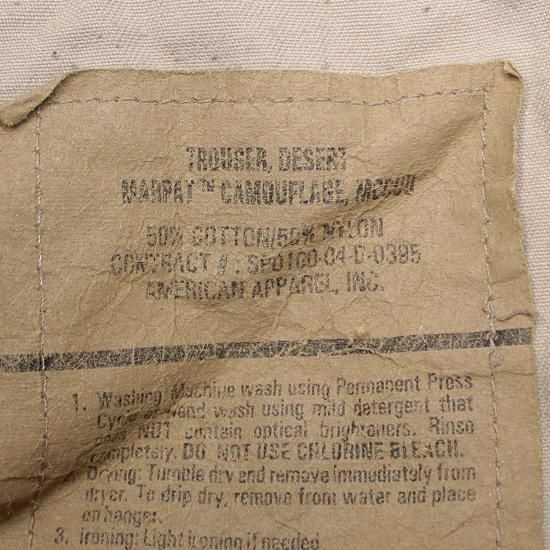 TROUSER, DESERT
MARPAT™ CAMOUFLAGE, MCCUU
50% COTTON/50% NYLON
CONTRACT # : SP0100-04-D-0395
AMERICAN APPAREL, INC.
1. Washing: Machine wash using Permanent Press
Cycle or hand wash using mild detergent that
does NOT contain optical brighteners. Rinse
completely. DO NOT USE CHLORINE BLEACH.
Drying: Tumble dry and remove immediately from
dryer. To drip dry, remove from water and place
on hanger.
3. Ironing: Light ironing if needed